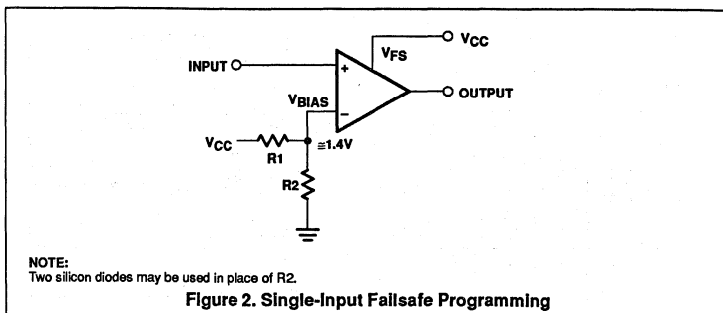 VCC
VFS
INPUT
+
OUTPUT
VBIAS
−
VCC
R1
≅1.4V
R2
NOTE:
Two silicon diodes may be used in place of R2.
Figure 2. Single-Input Failsafe Programming